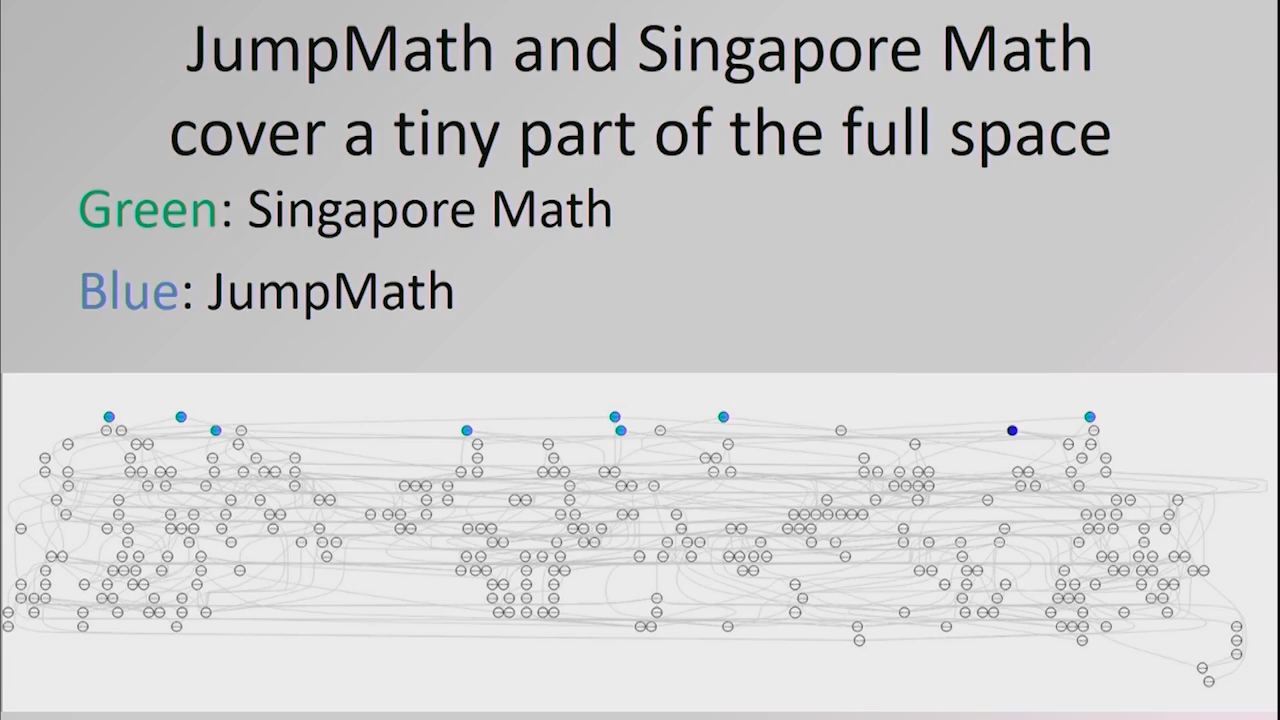 JumpMath and Singapore Math
cover a tiny part of the full space
Green: Singapore Math
Blue: JumpMath